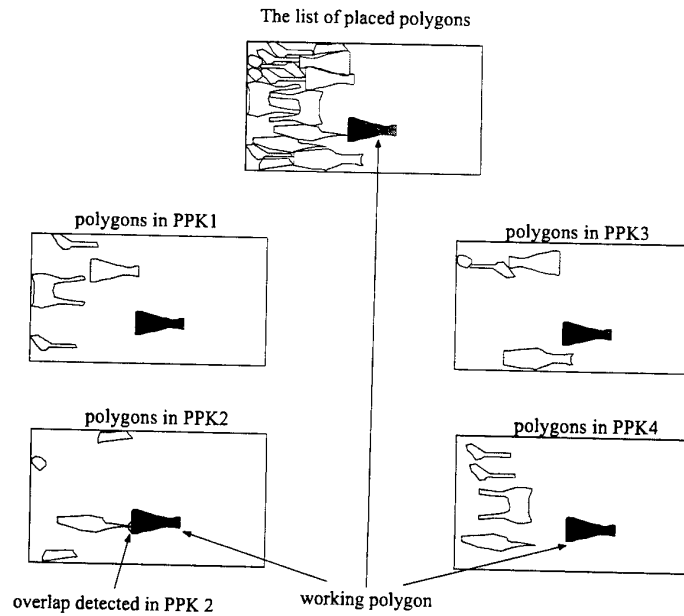 The list of placed polygons
polygons in PPK1
polygons in PPK3
polygons in PPK2
polygons in PPK4
overlap detected in PPK 2
working polygon